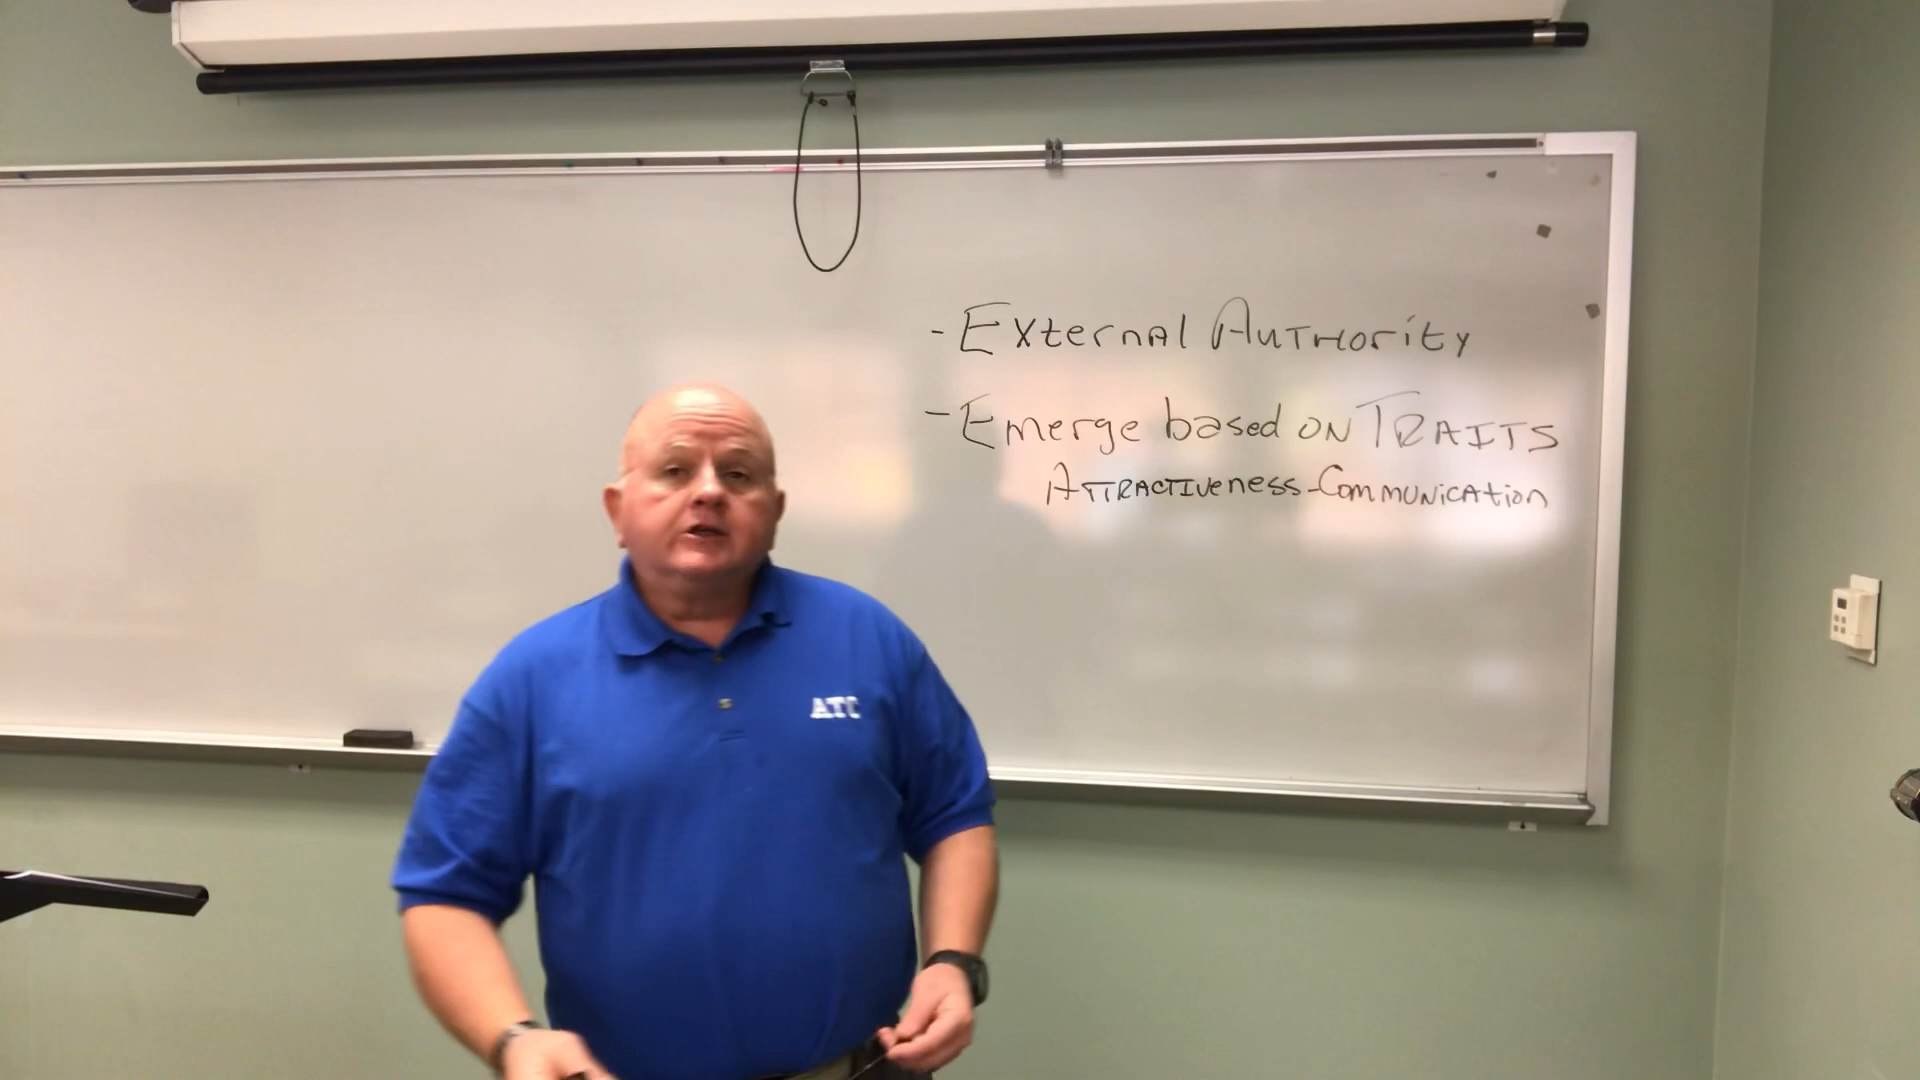 - External Authority
- Emerge based on Traits
Attractiveness - Communication
ATC